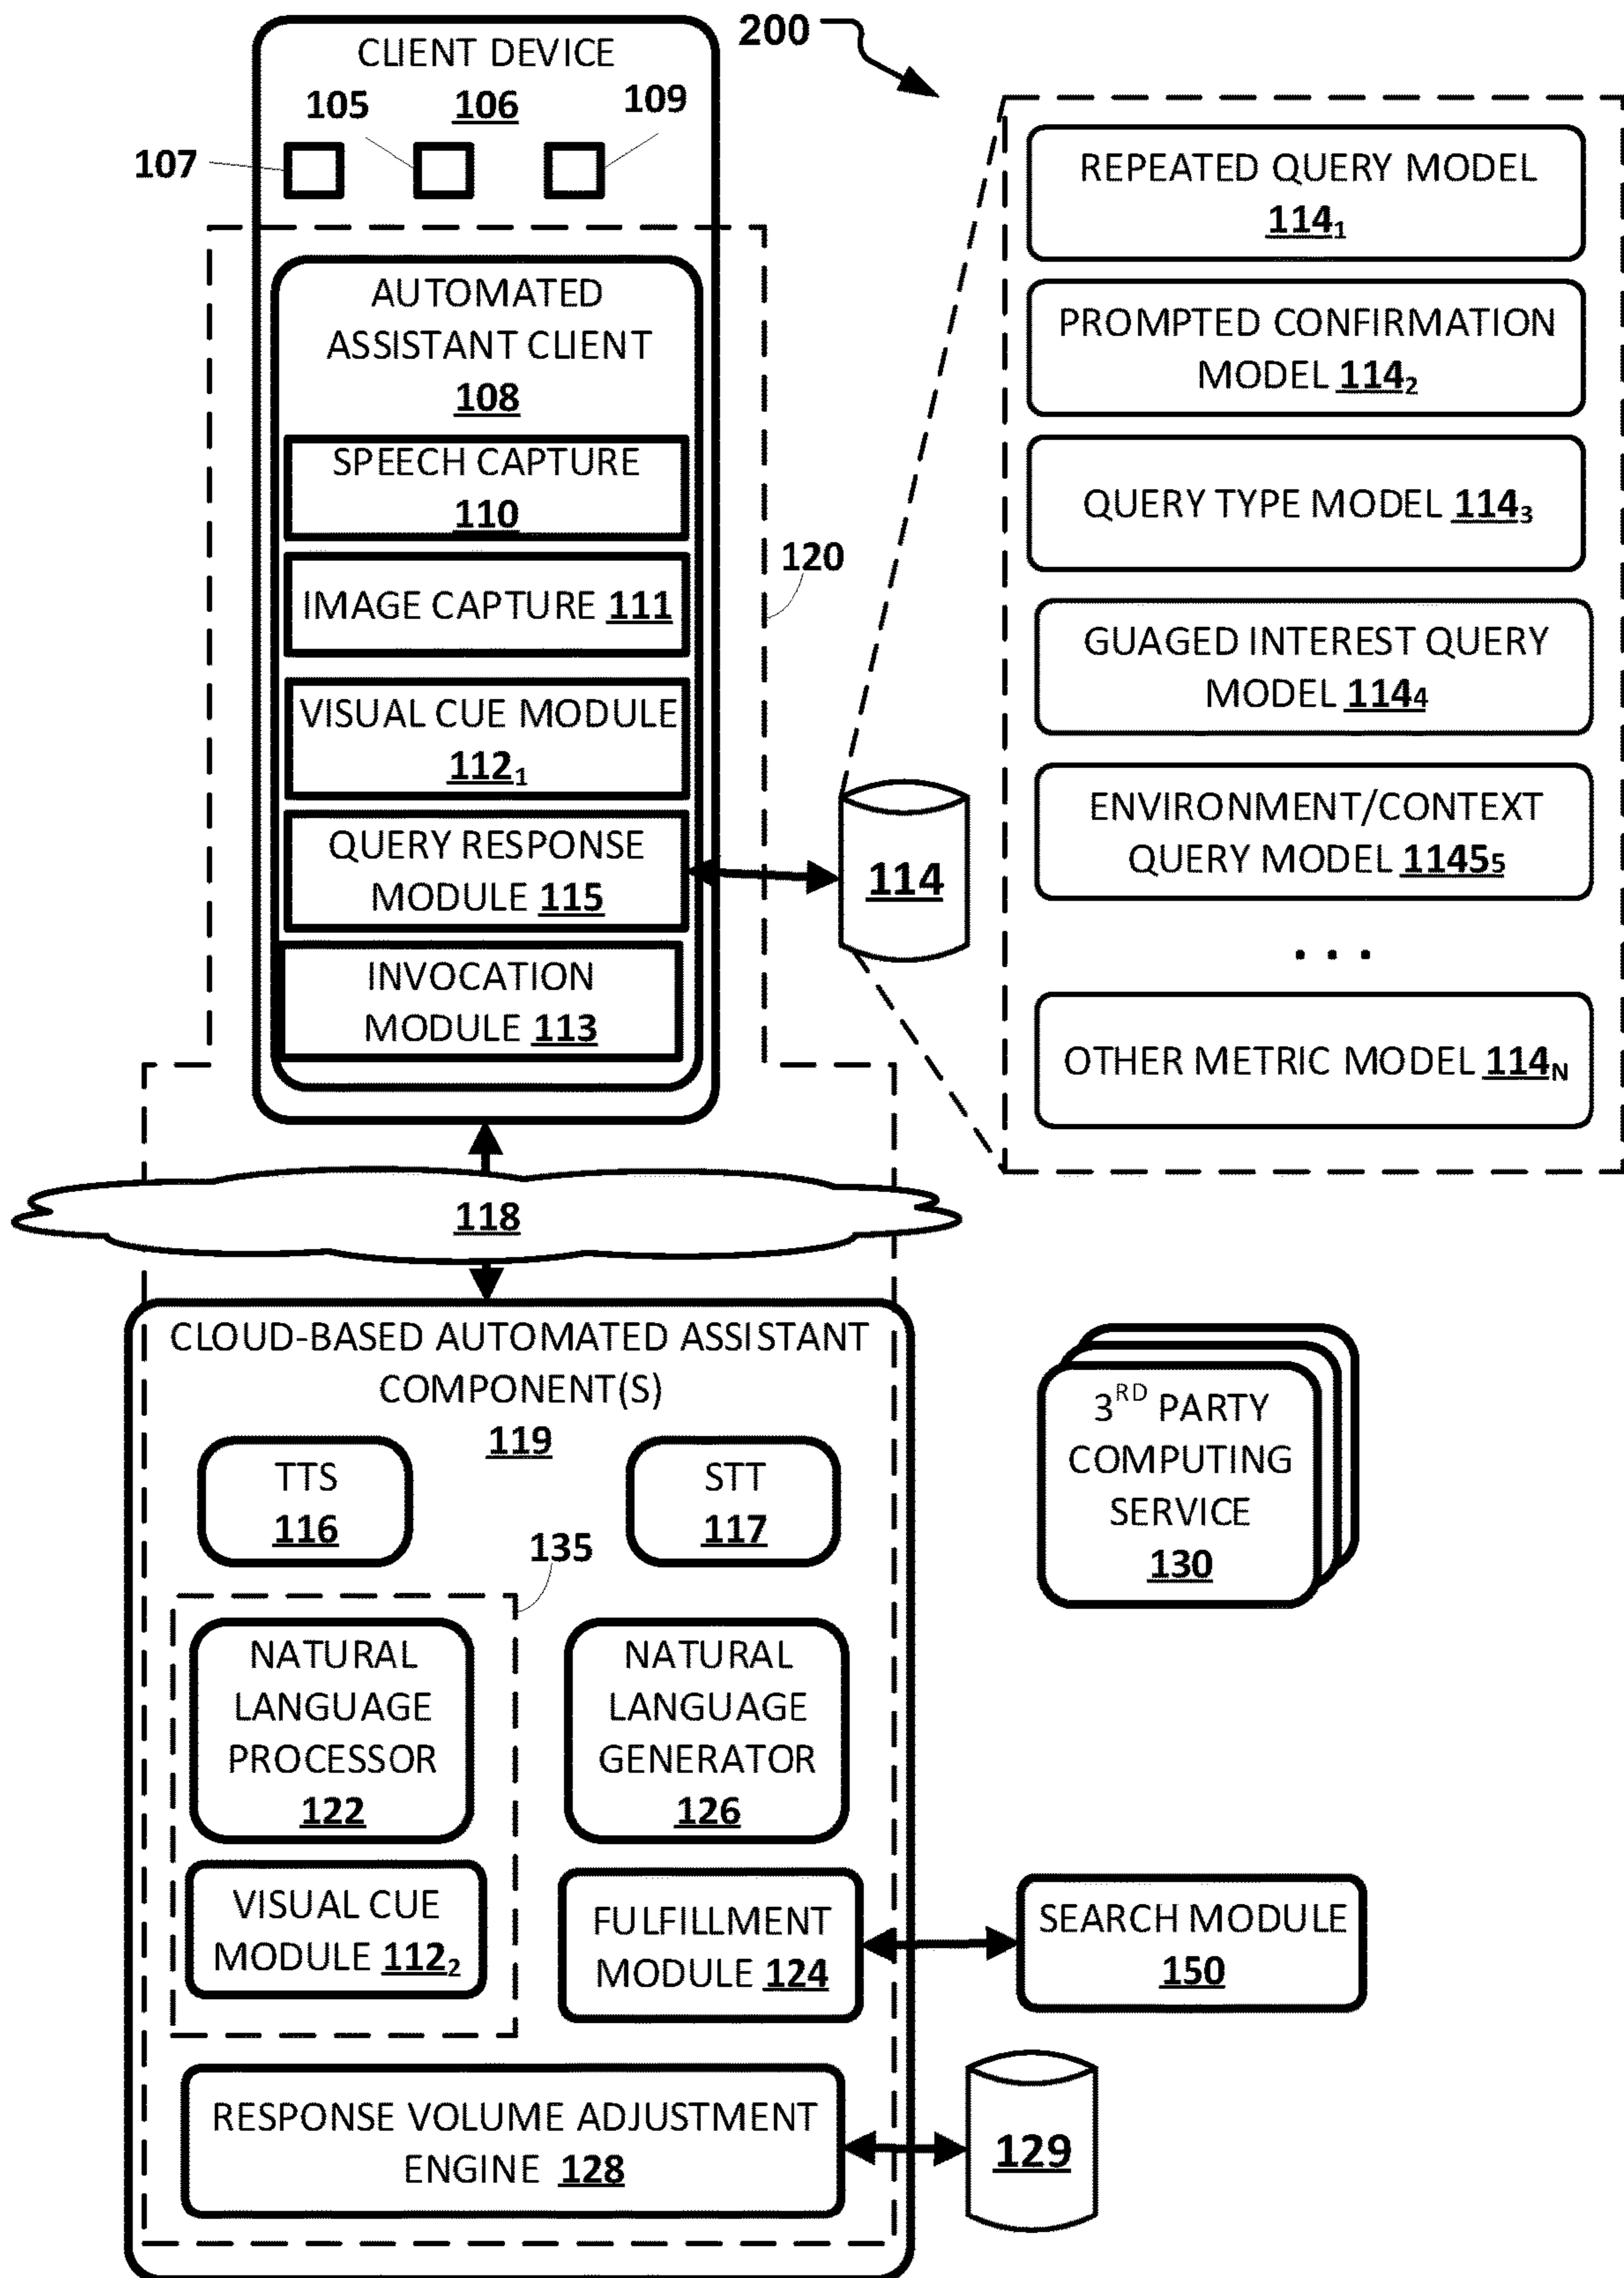 200
CLIENT DEVICE
105 106 109
107
AUTOMATED
ASSISTANT CLIENT
108
SPEECH CAPTURE
110
IMAGE CAPTURE 111
VISUAL CUE MODULE
112₁
QUERY RESPONSE
MODULE 115
INVOCATION
MODULE 113
120
114
REPEATED QUERY MODEL
114₁
PROMPTED CONFIRMATION
MODEL 114₂
QUERY TYPE MODEL 114₃
GUAGED INTEREST QUERY
MODEL 114₄
ENVIRONMENT/CONTEXT
QUERY MODEL 1145₅
. . .
OTHER METRIC MODEL 114ɴ
118
CLOUD-BASED AUTOMATED ASSISTANT
COMPONENT(S)
119
TTS
116
STT
117
135
NATURAL
LANGUAGE
PROCESSOR
122
NATURAL
LANGUAGE
GENERATOR
126
VISUAL CUE
MODULE 112₂
FULFILLMENT
MODULE 124
RESPONSE VOLUME ADJUSTMENT
ENGINE 128
3ᴿᴰ PARTY
COMPUTING
SERVICE
130
SEARCH MODULE
150
129